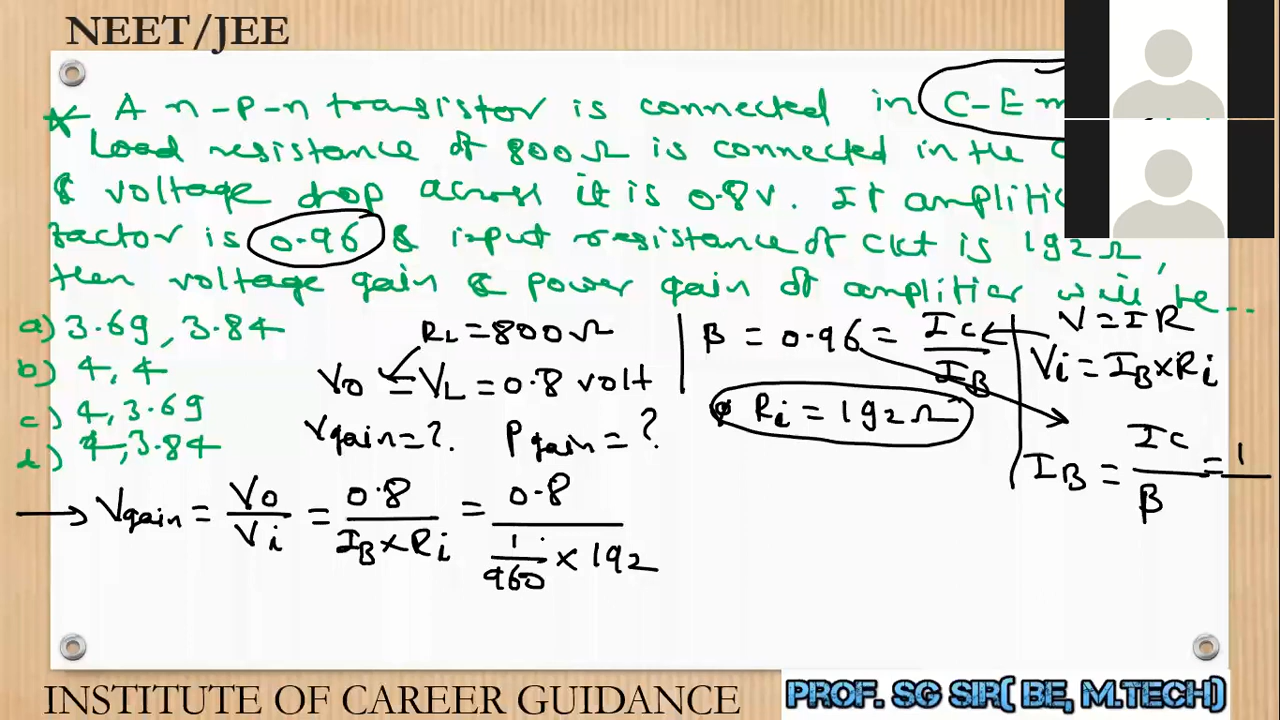 NEET/JEE
* A n-p-n transistor is connected in C-E m
Load resistance of 800Ω is connected in the
& voltage drop across it is 0.8v. If amplific
factor is 0.96 & input resistance of ckt is 192Ω,
then voltage gain & power gain of amplifier will be...
a) 3.69, 3.84
b) 4, 4
c) 4, 3.69
d) 4, 3.84
RL = 800Ω
Vo = VL = 0.8 volt
Vgain = ?. Pgain = ?
β = 0.96 = Ic/IB
Ri = 192Ω
V = IR
Vi = IB×Ri
IB = Ic/β = 1
→ Vgain = Vo/Vi = 0.8/IB×Ri = 0.8/1/960 × 192
INSTITUTE OF CAREER GUIDANCE
PROF. SG SIR( BE, M.TECH)